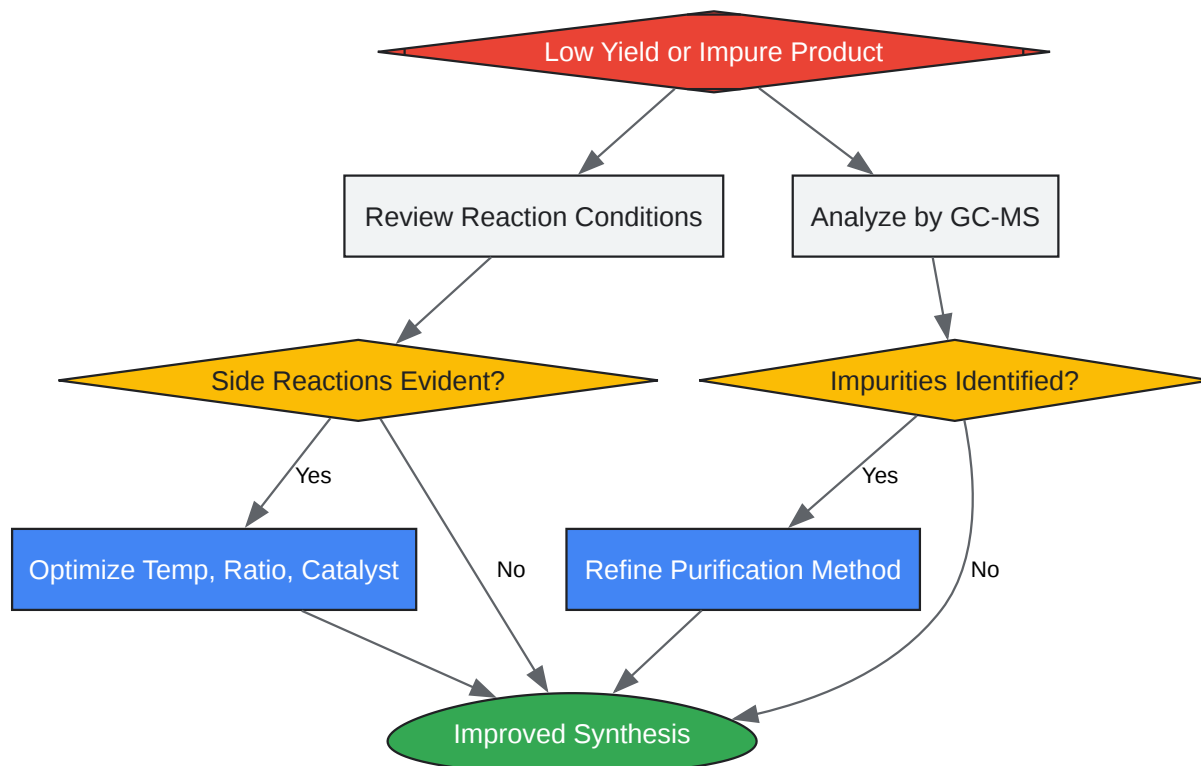 Low Yield or Impure Product
Review Reaction Conditions
Analyze by GC-MS
Side Reactions Evident?
Impurities Identified?
Yes
Yes
Optimize Temp, Ratio, Catalyst
No
Refine Purification Method
No
Improved Synthesis